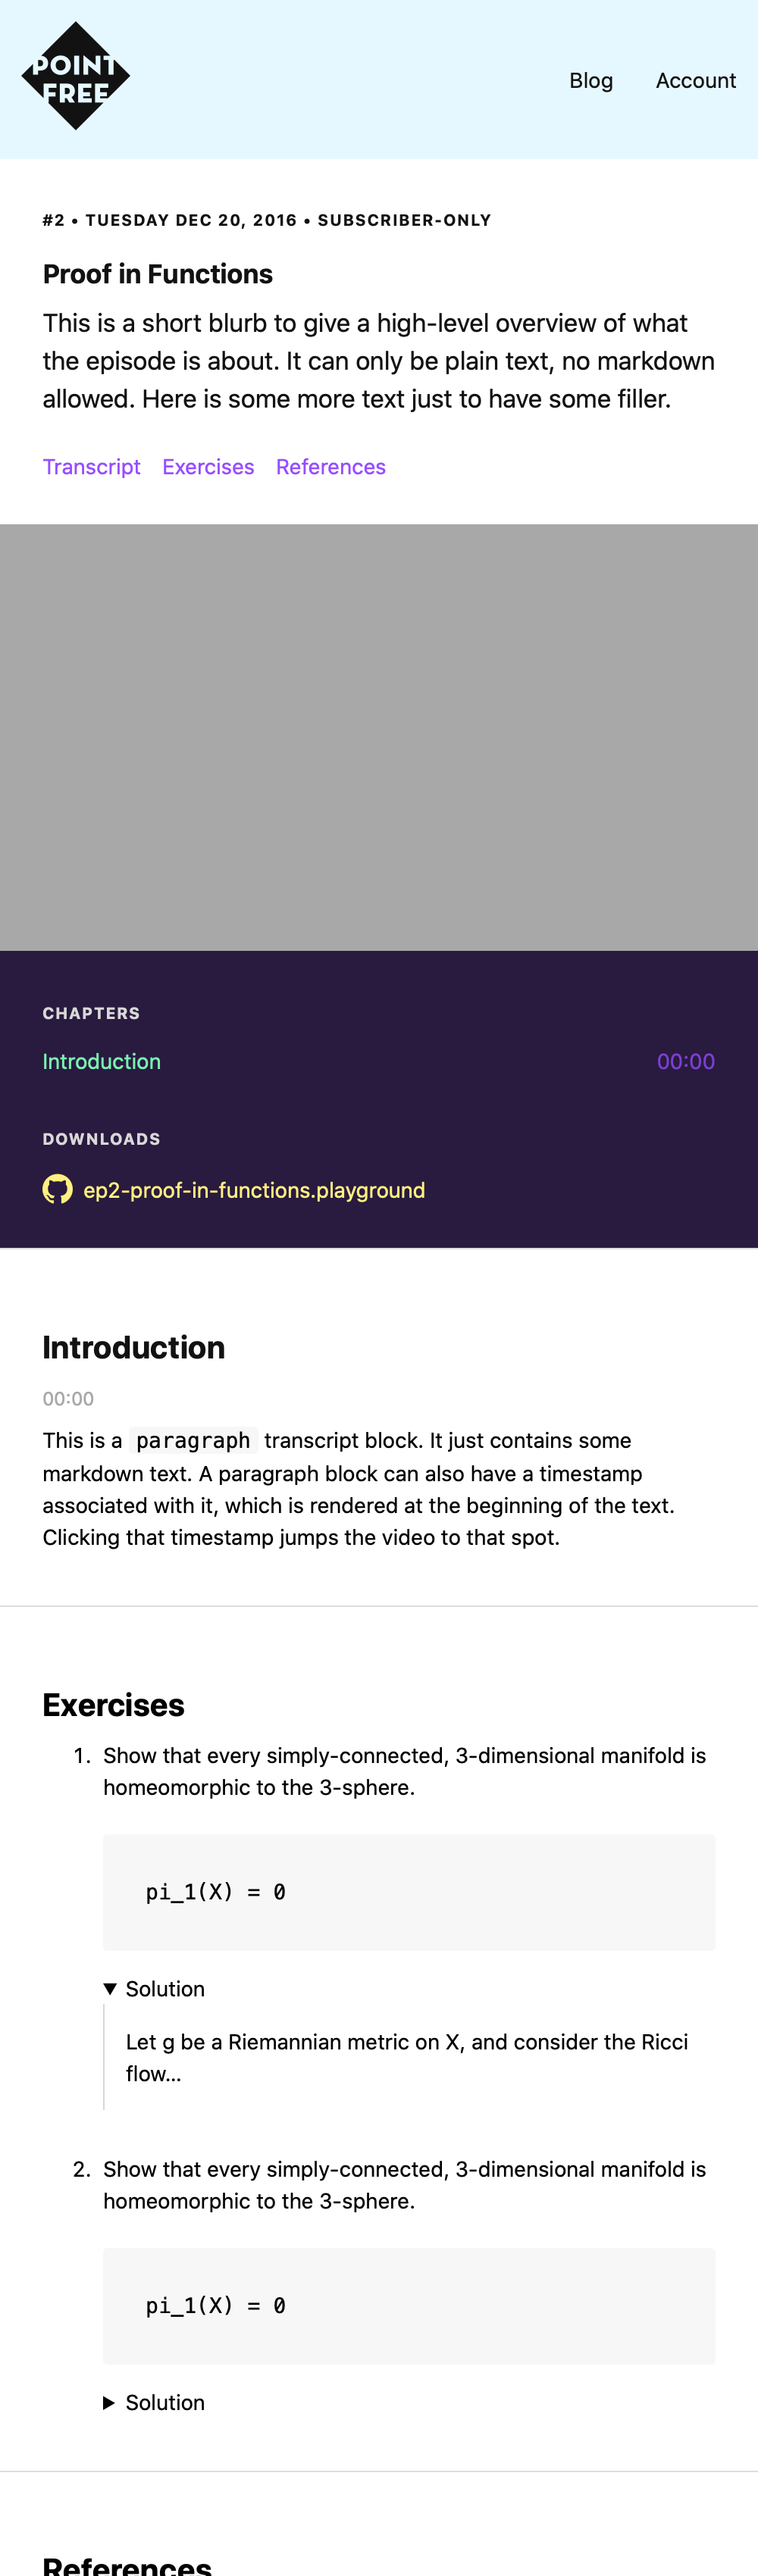 POINT
FREE
Blog Account
#2 • TUESDAY DEC 20, 2016 • SUBSCRIBER-ONLY
Proof in Functions
This is a short blurb to give a high-level overview of what
the episode is about. It can only be plain text, no markdown
allowed. Here is some more text just to have some filler.
Transcript Exercises References
CHAPTERS
Introduction 00:00
DOWNLOADS
ep2-proof-in-functions.playground
Introduction
00:00
This is a paragraph transcript block. It just contains some
markdown text. A paragraph block can also have a timestamp
associated with it, which is rendered at the beginning of the text.
Clicking that timestamp jumps the video to that spot.
Exercises
1. Show that every simply-connected, 3-dimensional manifold is
homeomorphic to the 3-sphere.
pi_1(X) = 0
▼ Solution
Let g be a Riemannian metric on X, and consider the Ricci
flow...
2. Show that every simply-connected, 3-dimensional manifold is
homeomorphic to the 3-sphere.
pi_1(X) = 0
▶ Solution
References